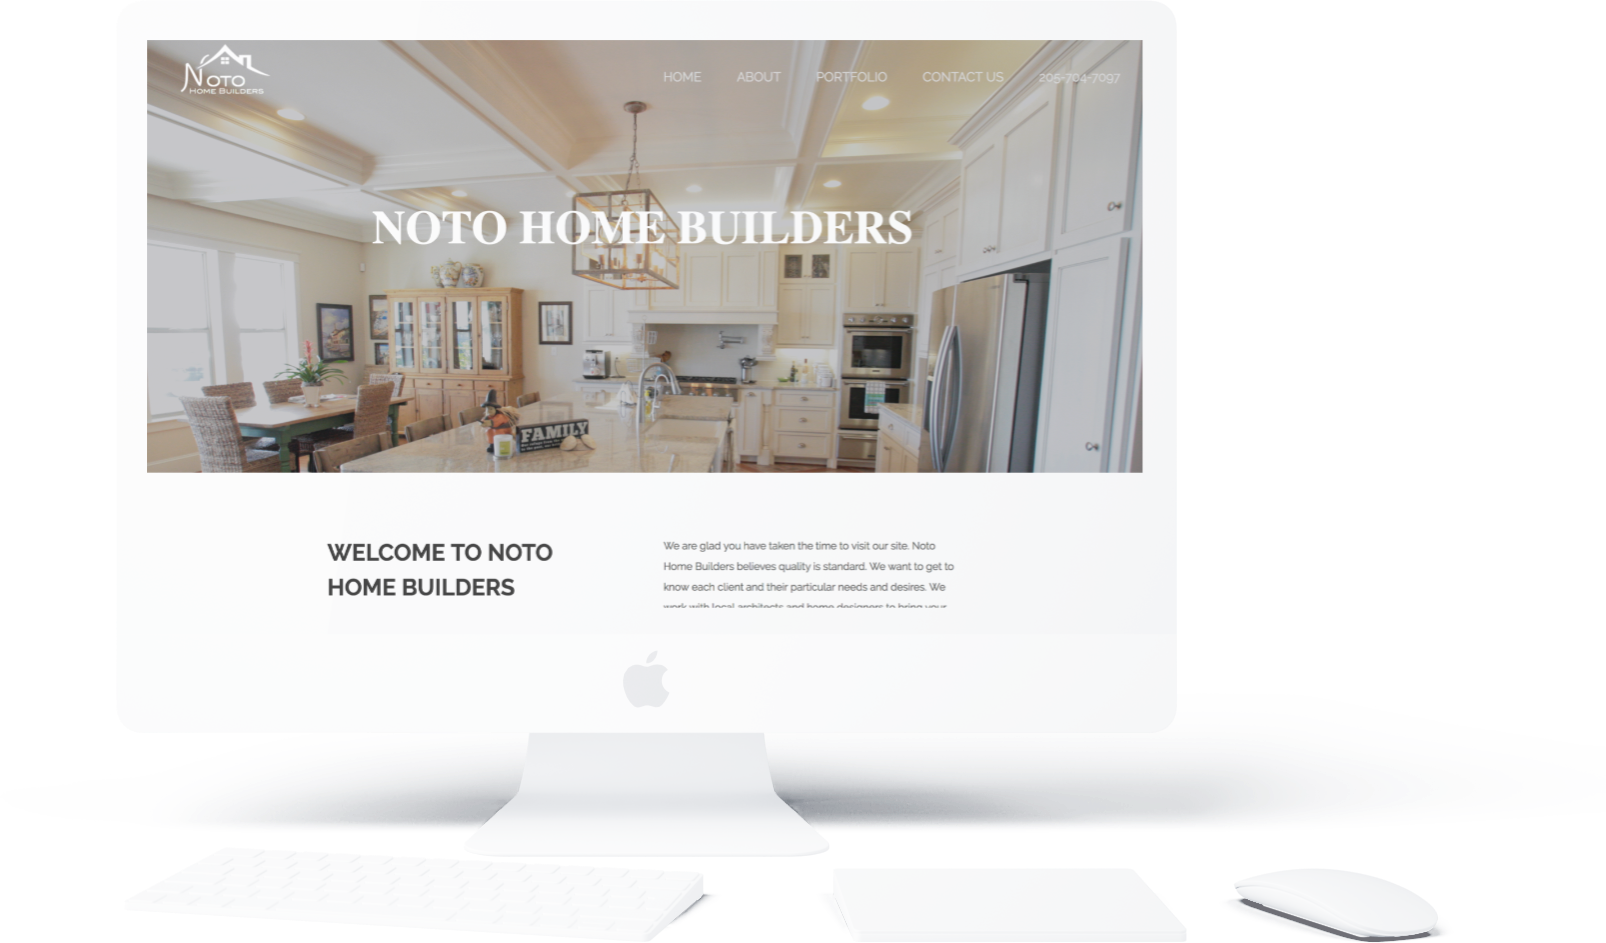 NOTO
HOME BUILDERS
HOME
ABOUT
PORTFOLIO
CONTACT US
205-704-7097
NOTO HOME BUILDERS
FAMILY
WELCOME TO NOTO
HOME BUILDERS
We are glad you have taken the time to visit our site. Noto
Home Builders believes quality is standard. We want to get to
know each client and their particular needs and desires. We
work with local architects and home designers to bring your